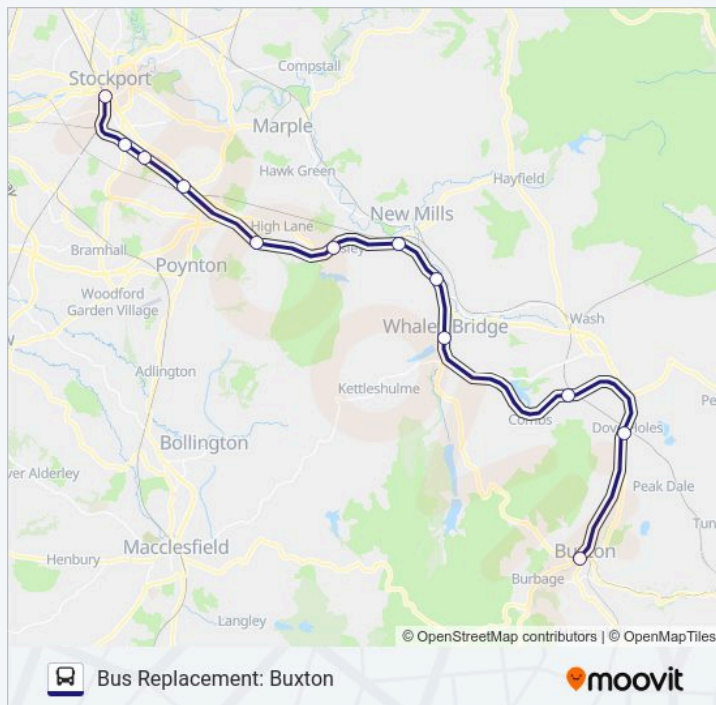 Stockport
Compstall
Marple
Hawk Green
Hayfield
New Mills
High Lane
Bramhall
Poynton
Woodford
Garden Village
Whaley Bridge
Wash
Adlington
Kettleshulme
Combs
Dove Holes
Bollington
Peak Dale
Macclesfield
Buxton
Henbury
Burbage
Langley
© OpenStreetMap contributors | © OpenMapTiles
Bus Replacement: Buxton
moovit